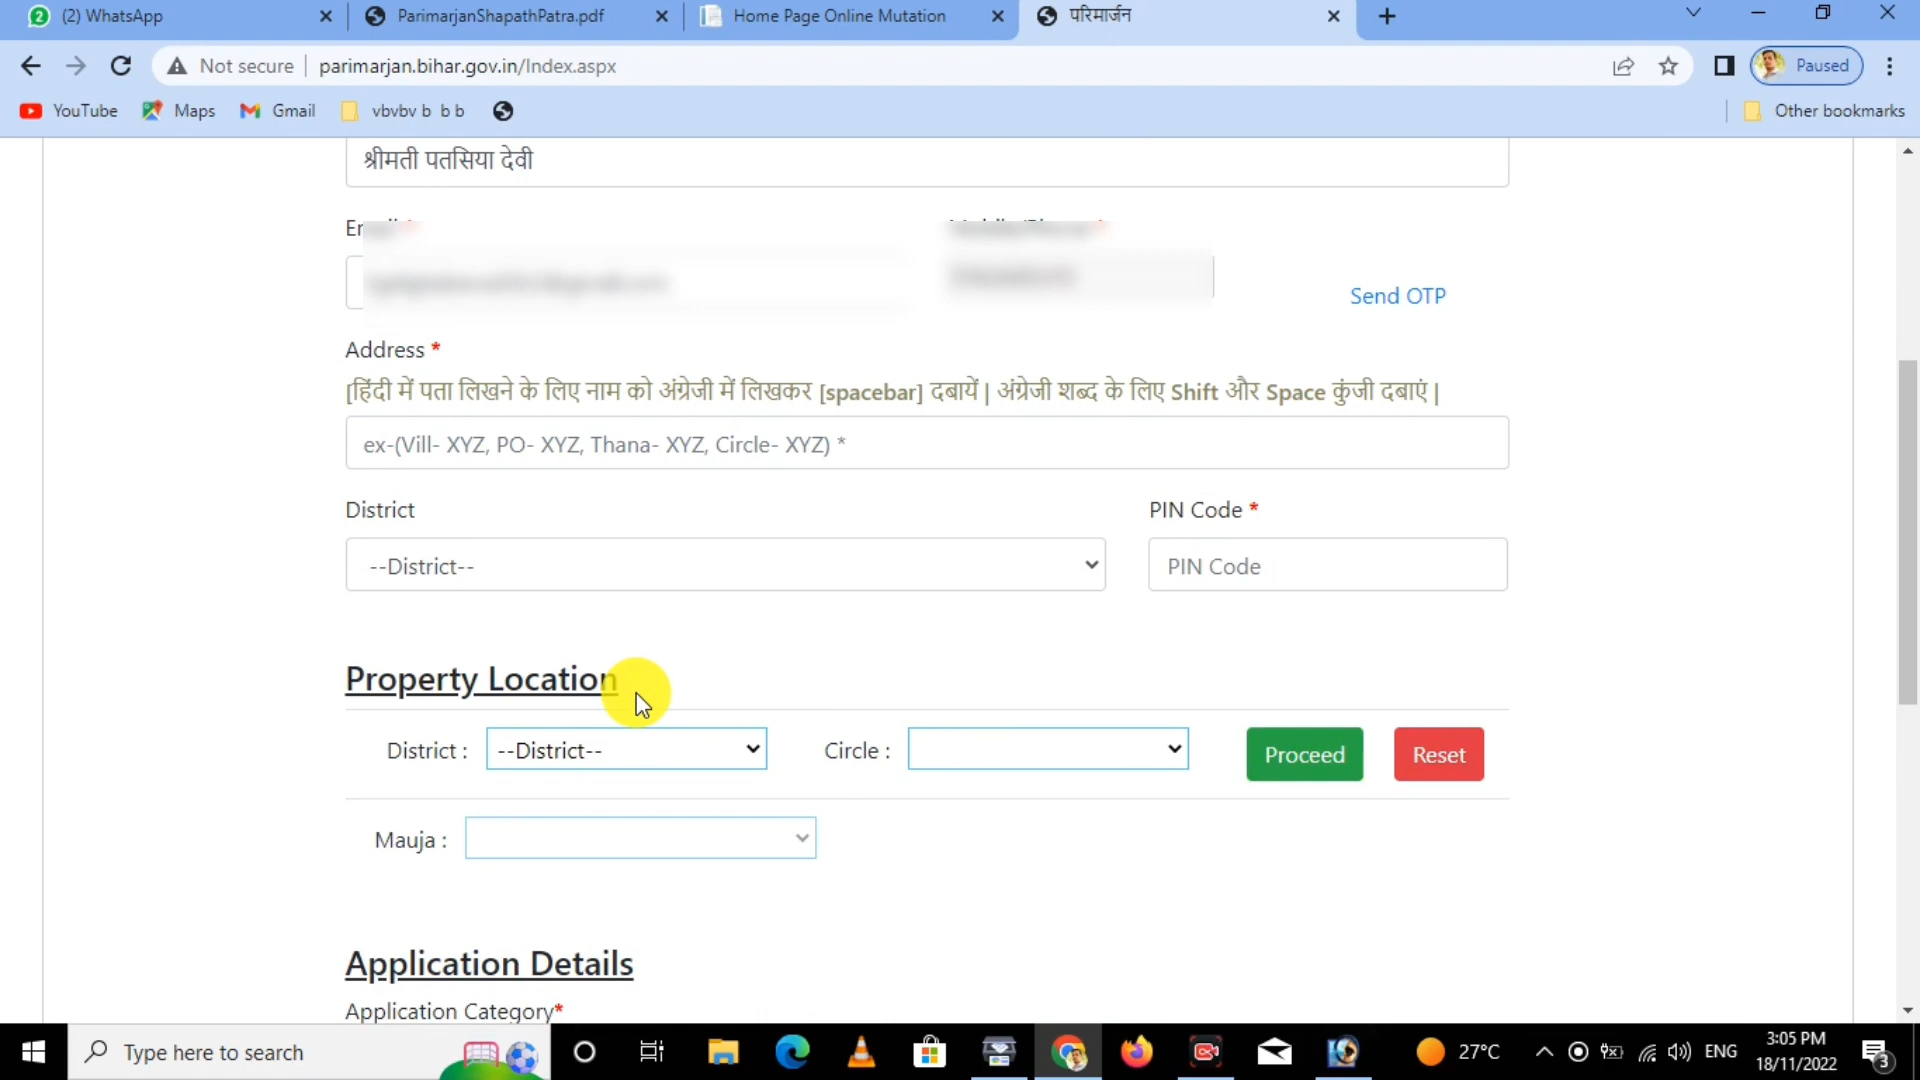 (2) WhatsApp
ParimarjanShapathPatra.pdf
Home Page Online Mutation
परिमार्जन
Not secure
parimarjan.bihar.gov.in/Index.aspx
Paused
YouTube
Maps
Gmail
vbvbv b b b
Other bookmarks
श्रीमती पतसिया देवी
Send OTP
Address *
[हिंदी में पता लिखने के लिए नाम को अंग्रेजी में लिखकर [spacebar] दबायें | अंग्रेजी शब्द के लिए Shift और Space कुंजी दबाएं |
ex-(Vill- XYZ, PO- XYZ, Thana- XYZ, Circle- XYZ) *
District
PIN Code *
--District--
PIN Code
Property Location
District :
--District--
Circle :
Proceed
Reset
Mauja :
Application Details
Application Category*
Type here to search
27°C
ENG
3:05 PM
18/11/2022
3